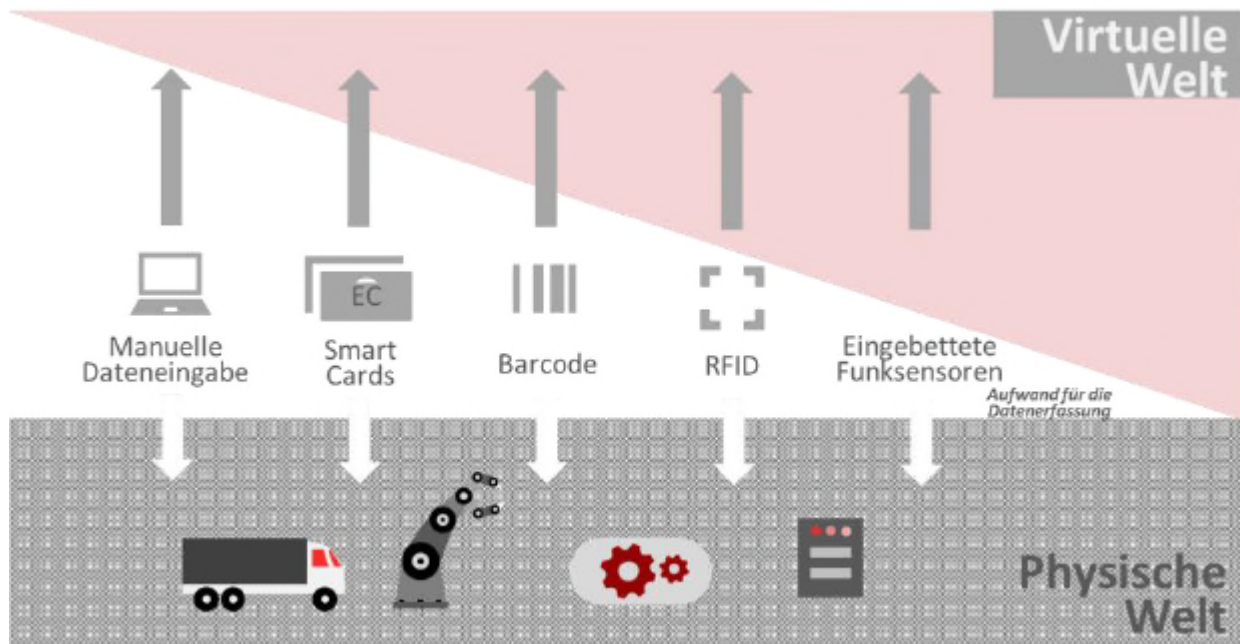 Virtuelle
Welt
EC
Manuelle
Dateneingabe
Smart
Cards
Barcode
RFID
Eingebettete
Funksensoren
Aufwand für die
Datenerfassung
Physische
Welt